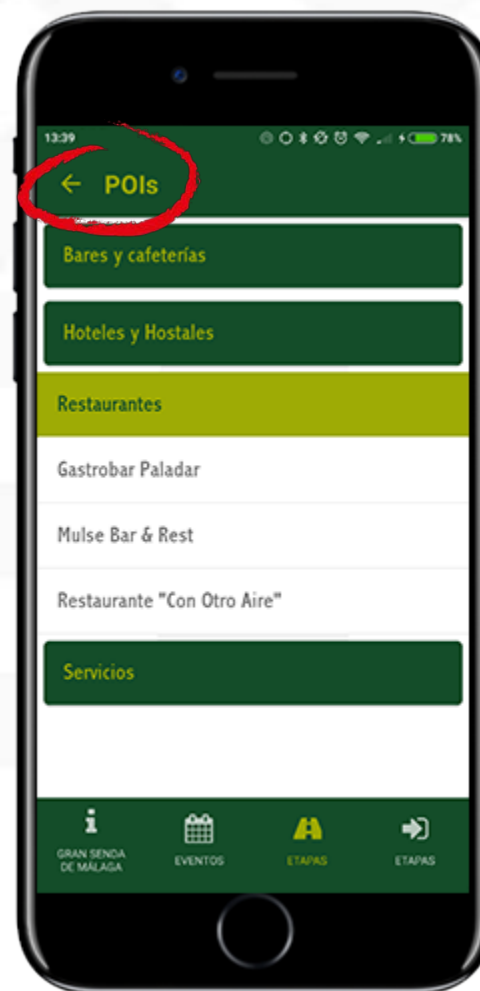 13:39 78%
← POIs
Bares y cafeterías
Hoteles y Hostales
Restaurantes
Gastrobar Paladar
Mulse Bar & Rest
Restaurante "Con Otro Aire"
Servicios
GRAN SENDA
DE MÁLAGA
EVENTOS
ETAPAS
ETAPAS